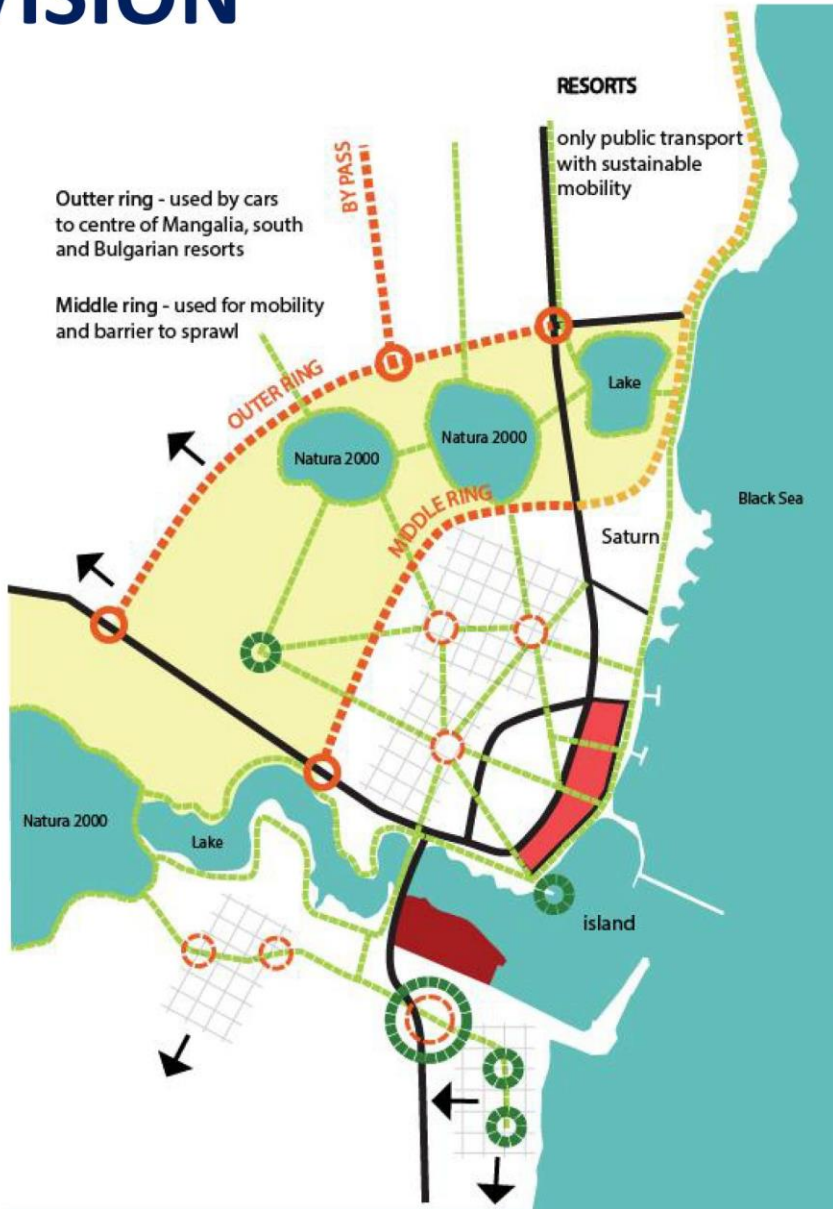 VISION
RESORTS
only public transport
with sustainable
mobility
BY PASS
Outter ring - used by cars
to centre of Mangalia, south
and Bulgarian resorts
Middle ring - used for mobility
and barrier to sprawl
OUTER RING
Lake
Natura 2000
Natura 2000
MIDDLE RING
Black Sea
Saturn
Natura 2000
Lake
island